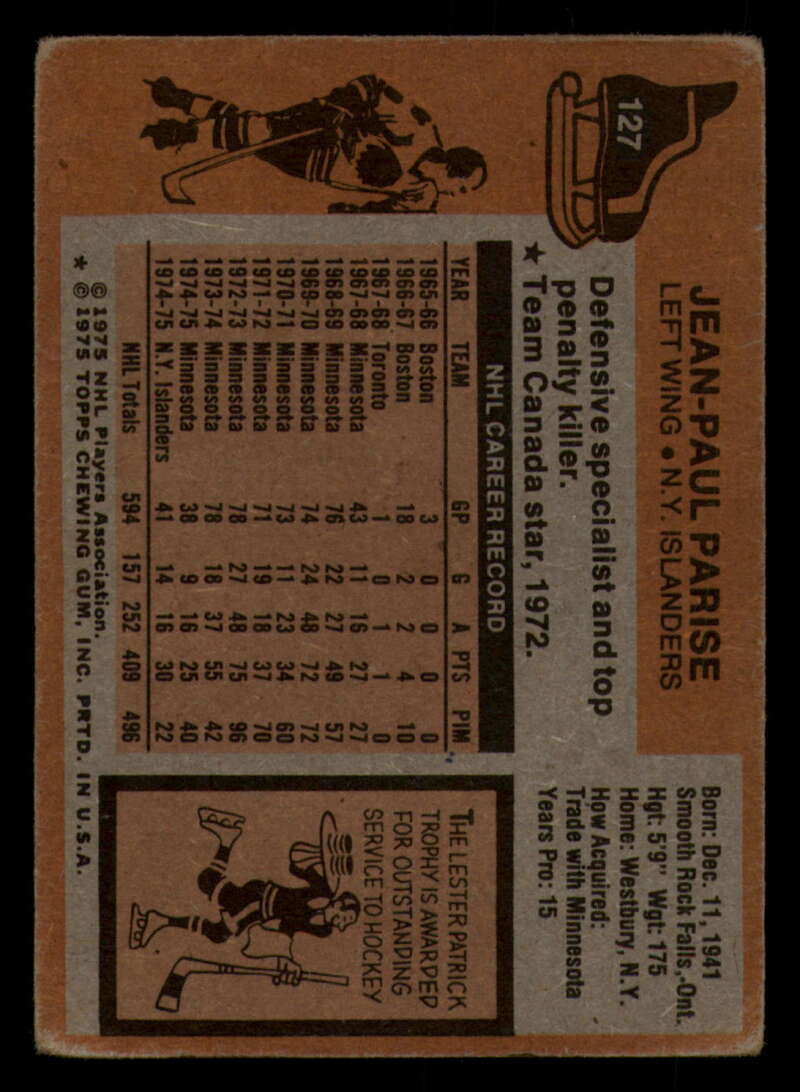 127
JEAN-PAUL PARISE
LEFT WING • N.Y. ISLANDERS
Defensive specialist and top
penalty killer.
★ Team Canada star, 1972.
Born: Dec. 11, 1941
Smooth Rock Falls, Ont.
Hgt: 5'9" Wgt: 175
Home: Westbury, N.Y.
How Acquired:
Trade with Minnesota
Years Pro: 15
NHL CAREER RECORD
YEAR TEAM GP G A PTS PIM
1965-66 Boston 3 0 0 0 0
1966-67 Boston 18 2 2 4 10
1967-68 Toronto 1 0 1 1 0
1967-68 Minnesota 43 11 16 27 27
1968-69 Minnesota 76 22 27 49 57
1969-70 Minnesota 74 24 48 72 72
1970-71 Minnesota 73 11 23 34 60
1971-72 Minnesota 71 19 18 37 70
1972-73 Minnesota 78 27 48 75 96
1973-74 Minnesota 78 18 37 55 42
1974-75 Minnesota 38 9 16 25 40
1974-75 N.Y. Islanders 41 14 16 30 22
NHL Totals 594 157 252 409 496
THE LESTER PATRICK
TROPHY IS AWARDED
FOR OUTSTANDING
SERVICE TO HOCKEY
© 1975 NHL Players Association.
* © 1975 TOPPS CHEWING GUM, INC. PRTD. IN U.S.A.